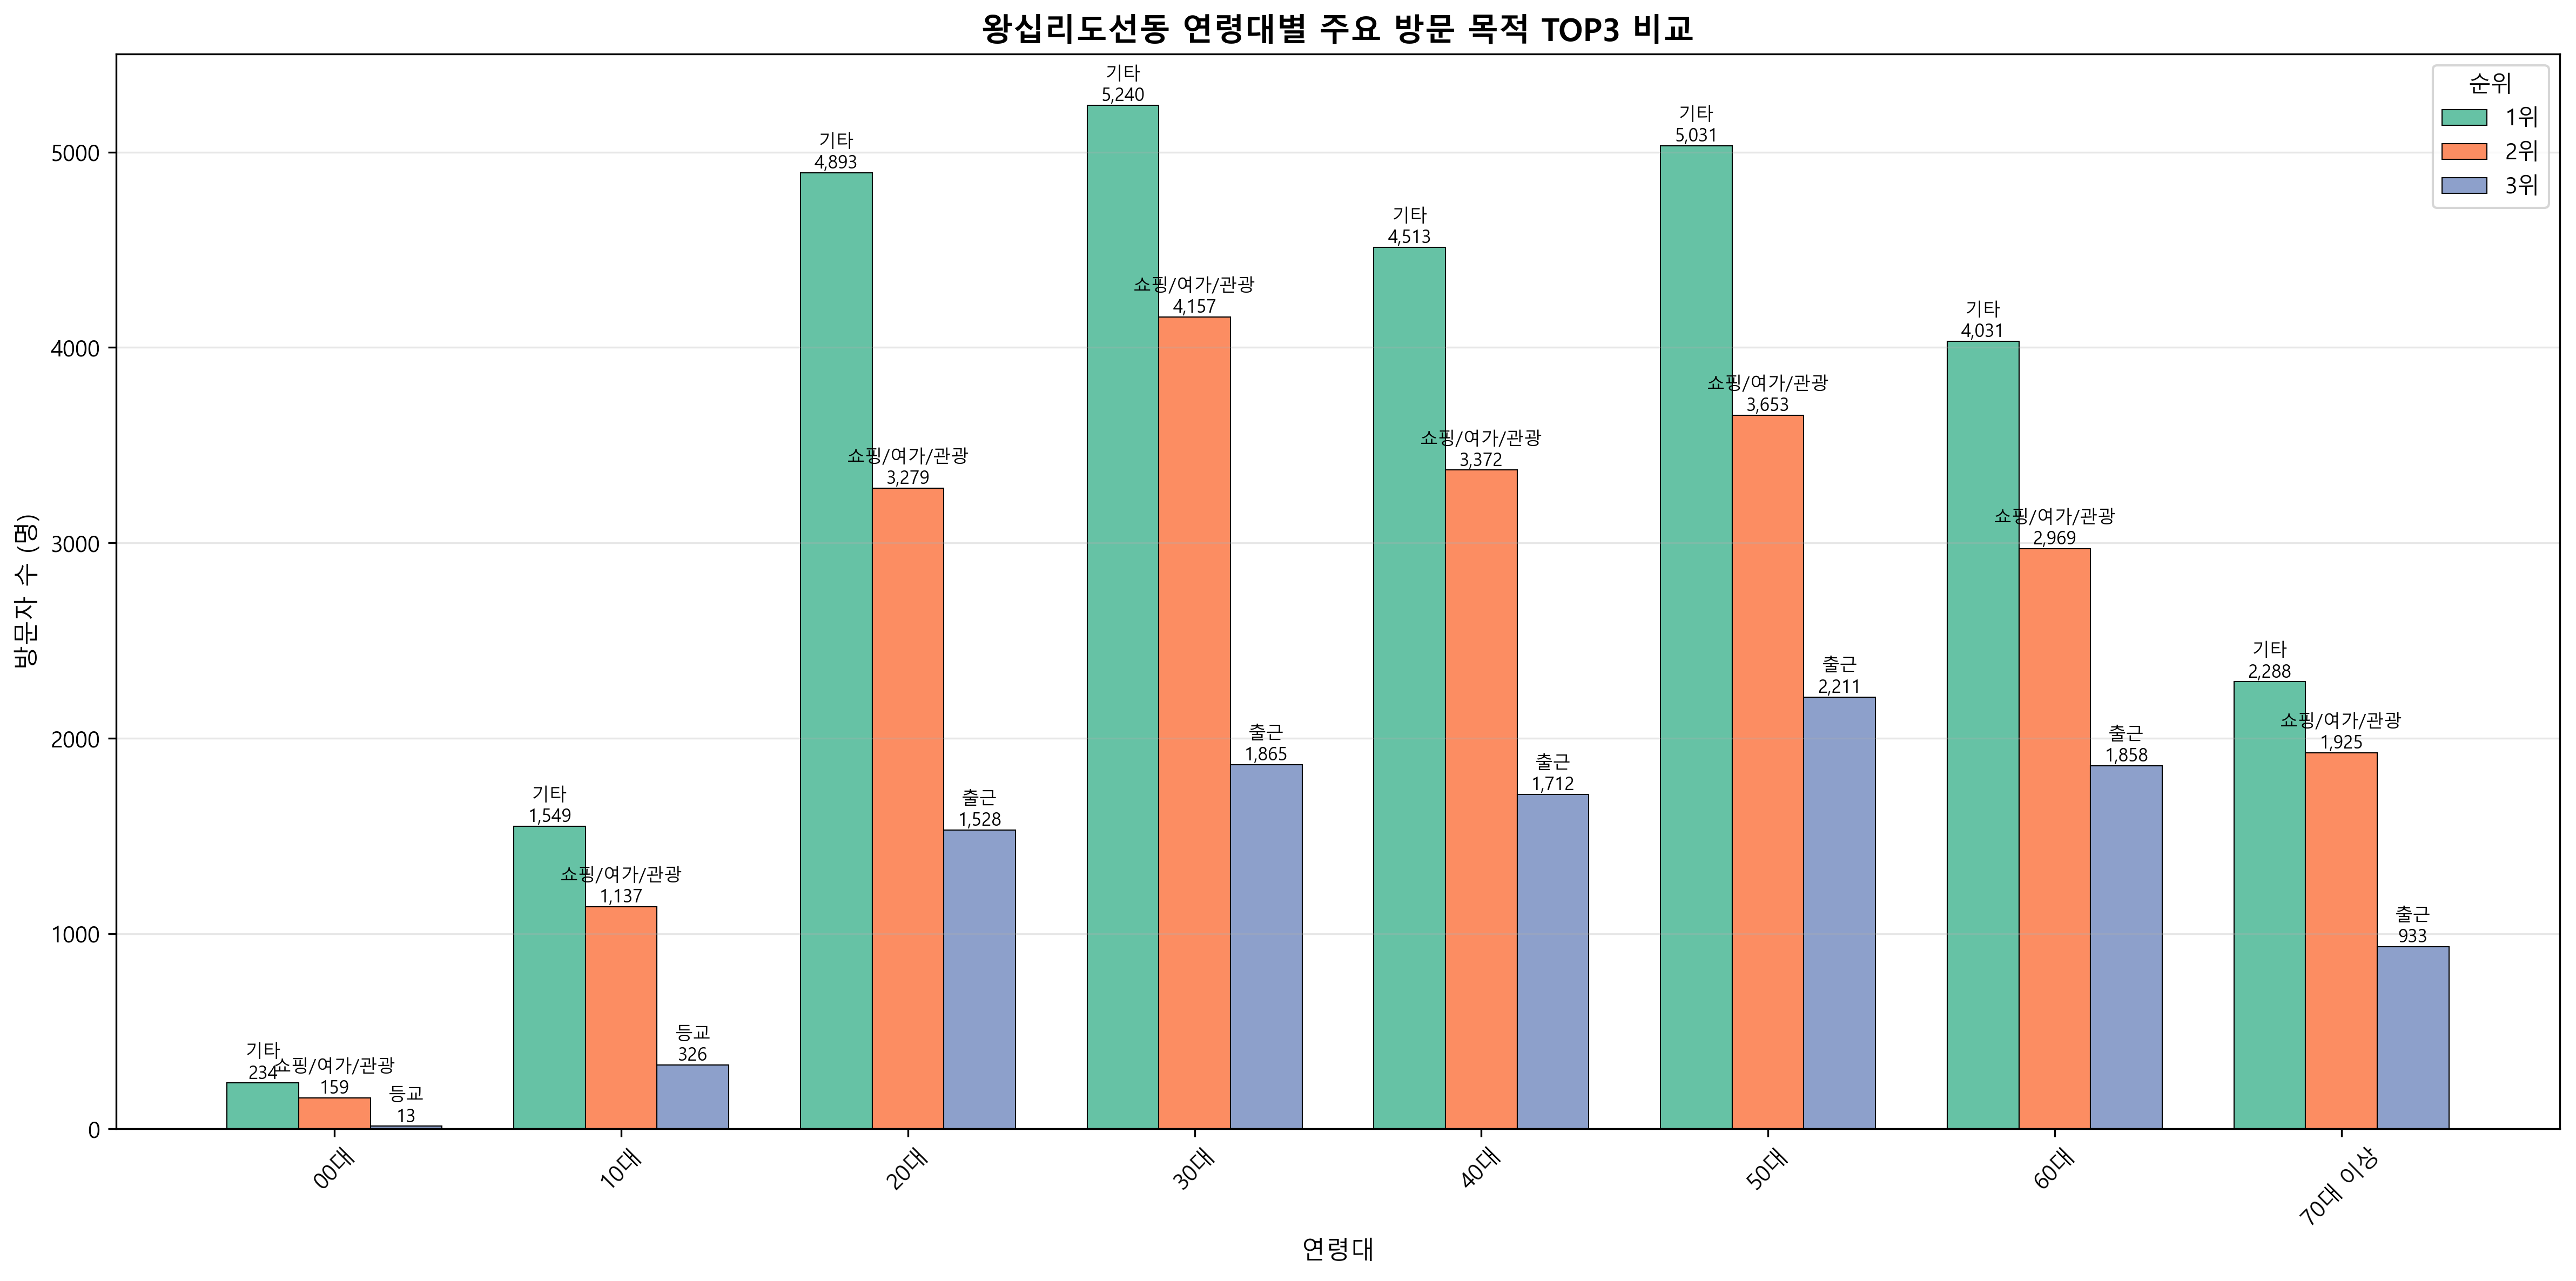 왕십리도선동 연령대별 주요 방문 목적 TOP3 비교
순위
1위
2위
3위
방문자 수 (명)
5000
4000
3000
2000
1000
0
기타
234
쇼핑/여가/관광
159
등교
13
기타
1,549
쇼핑/여가/관광
1,137
등교
326
기타
4,893
쇼핑/여가/관광
3,279
출근
1,528
기타
5,240
쇼핑/여가/관광
4,157
출근
1,865
기타
4,513
쇼핑/여가/관광
3,372
출근
1,712
기타
5,031
쇼핑/여가/관광
3,653
출근
2,211
기타
4,031
쇼핑/여가/관광
2,969
출근
1,858
기타
2,288
쇼핑/여가/관광
1,925
출근
933
00대
10대
20대
30대
40대
50대
60대
70대 이상
연령대